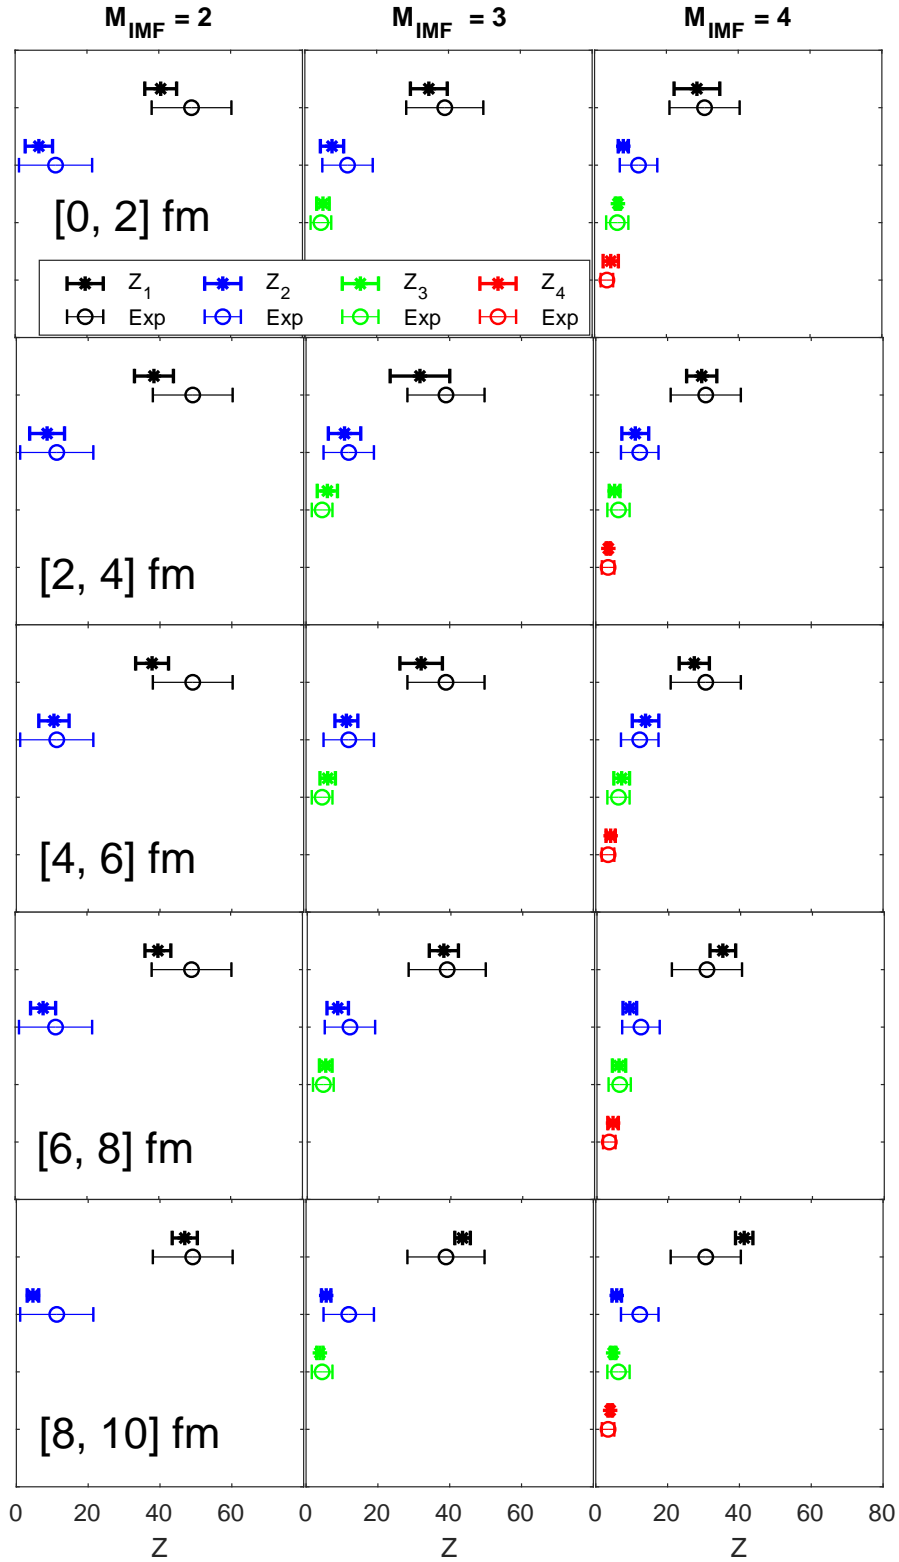 M_IMF = 2 M_IMF = 3 M_IMF = 4
[0, 2] fm
Z_1 Z_2 Z_3 Z_4
Exp Exp Exp Exp
[2, 4] fm
[4, 6] fm
[6, 8] fm
[8, 10] fm
0 20 40 60 0 20 40 60 0 20 40 60 80
Z Z Z